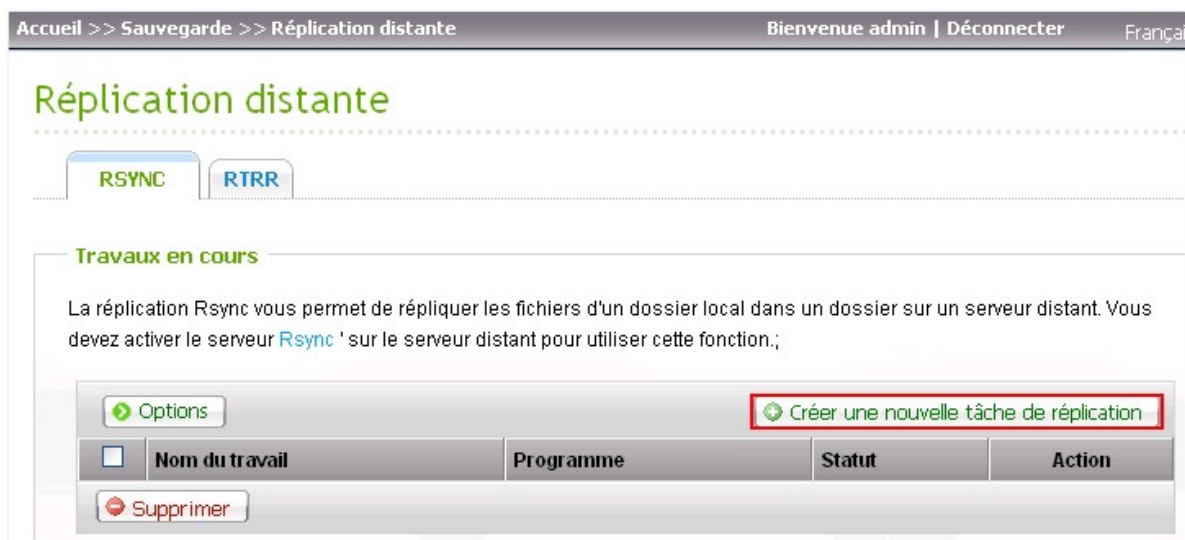 Accueil >> Sauvegarde >> Réplication distante Bienvenue admin | Déconnecter Françai
Réplication distante
RSYNC RTRR
Travaux en cours
La réplication Rsync vous permet de répliquer les fichiers d'un dossier local dans un dossier sur un serveur distant. Vous
devez activer le serveur Rsync ' sur le serveur distant pour utiliser cette fonction.;
Options Créer une nouvelle tâche de réplication
Nom du travail Programme Statut Action
Supprimer